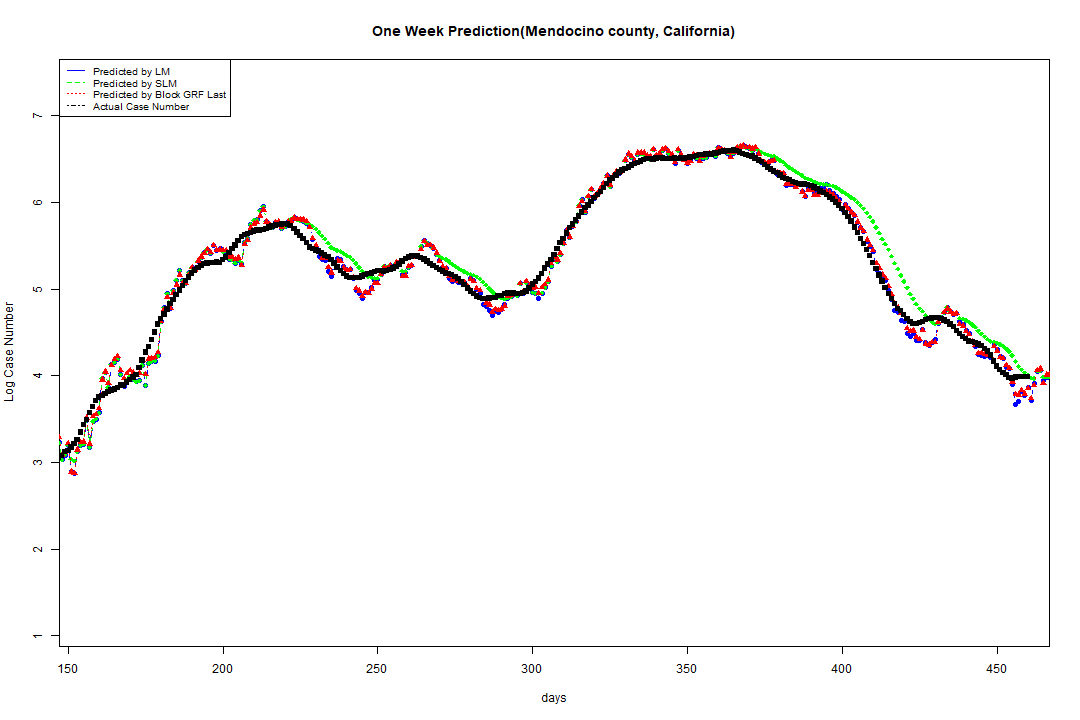 One Week Prediction(Mendocino county, California)
Predicted by LM
Predicted by SLM
Predicted by Block GRF Last
Actual Case Number
7
6
5
4
3
2
1
Log Case Number
150 200 250 300 350 400 450
days